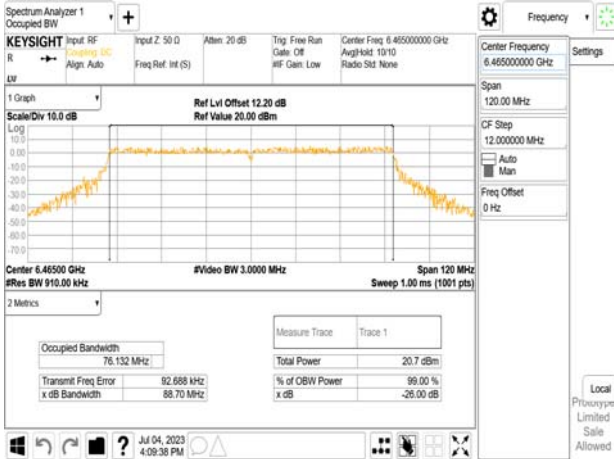 Spectrum Analyzer 1
Occupied BW
Frequency
KEYSIGHT
R
Input: RF
Coupling: DC
Align: Auto
Input Z: 50 Ω
Freq Ref: Int (S)
Atten: 20 dB
Trig: Free Run
Gate: Off
#IF Gain: Low
Center Freq: 6.465000000 GHz
Avg|Hold: 10/10
Radio Std: None
Center Frequency
6.465000000 GHz
Settings
Span
120.00 MHz
CF Step
12.000000 MHz
Auto
Man
Freq Offset
0 Hz
1 Graph
Scale/Div 10.0 dB
Ref Lvl Offset 12.20 dB
Ref Value 20.00 dBm
Log
10.0
0.00
-10.0
-20.0
-30.0
-40.0
-50.0
-60.0
-70.0
Center 6.46500 GHz
#Res BW 910.00 kHz
#Video BW 3.0000 MHz
Span 120 MHz
Sweep 1.00 ms (1001 pts)
2 Metrics
Measure Trace
Trace 1
Occupied Bandwidth
76.132 MHz
Total Power
20.7 dBm
Transmit Freq Error
92.688 kHz
% of OBW Power
99.00 %
x dB Bandwidth
88.70 MHz
x dB
-26.00 dB
Local
Prototype
Limited
Sale
Allowed
?
Jul 04, 2023
4:09:38 PM